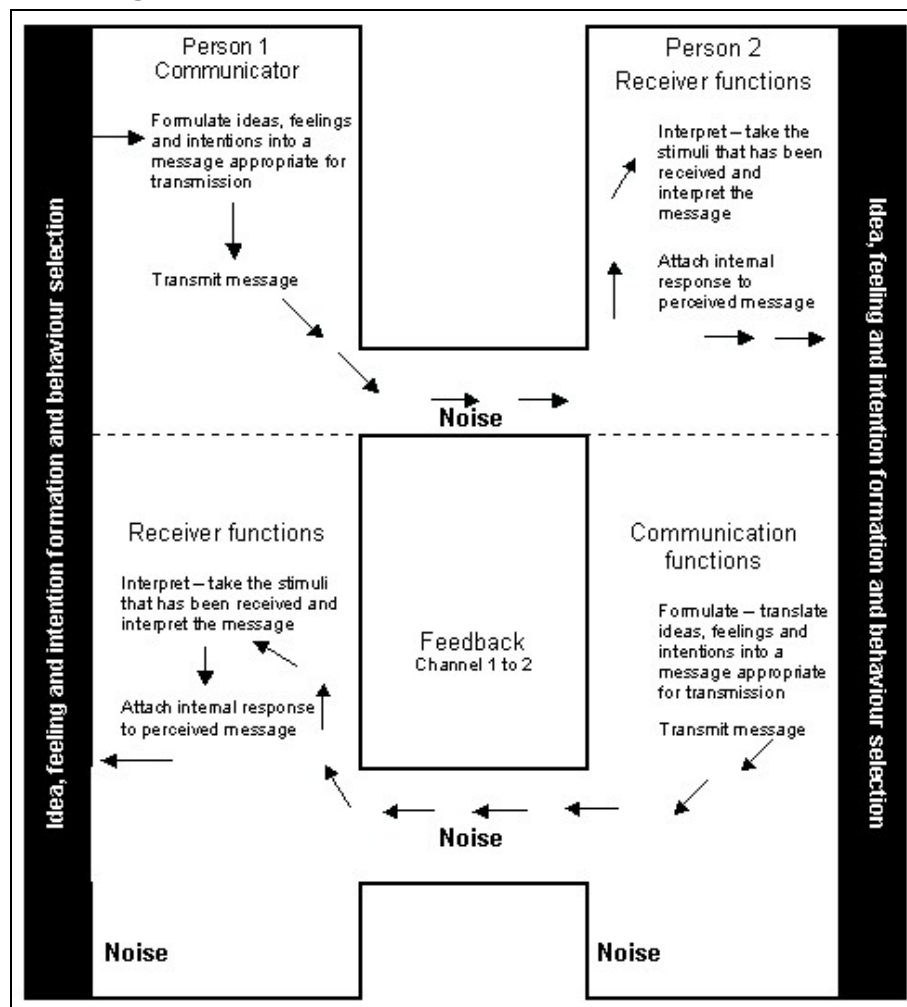 Idea, feeling and intention formation and behaviour selection
Person 1
Communicator
Formulate ideas, feelings
and intentions into a
message appropriate for
transmission
Transmit message
Person 2
Receiver functions
Interpret – take the
stimuli that has been
received and
interpret the
message
Attach internal
response to
perceived message
Noise
Receiver functions
Interpret – take the stimuli
that has been received and
interpret the message
Attach internal response
to perceived message
Feedback
Channel 1 to 2
Communication
functions
Formulate – translate
ideas, feelings and
intentions into a
message appropriate
for transmission
Transmit message
Noise
Noise
Noise
Idea, feeling and intention formation and behaviour selection